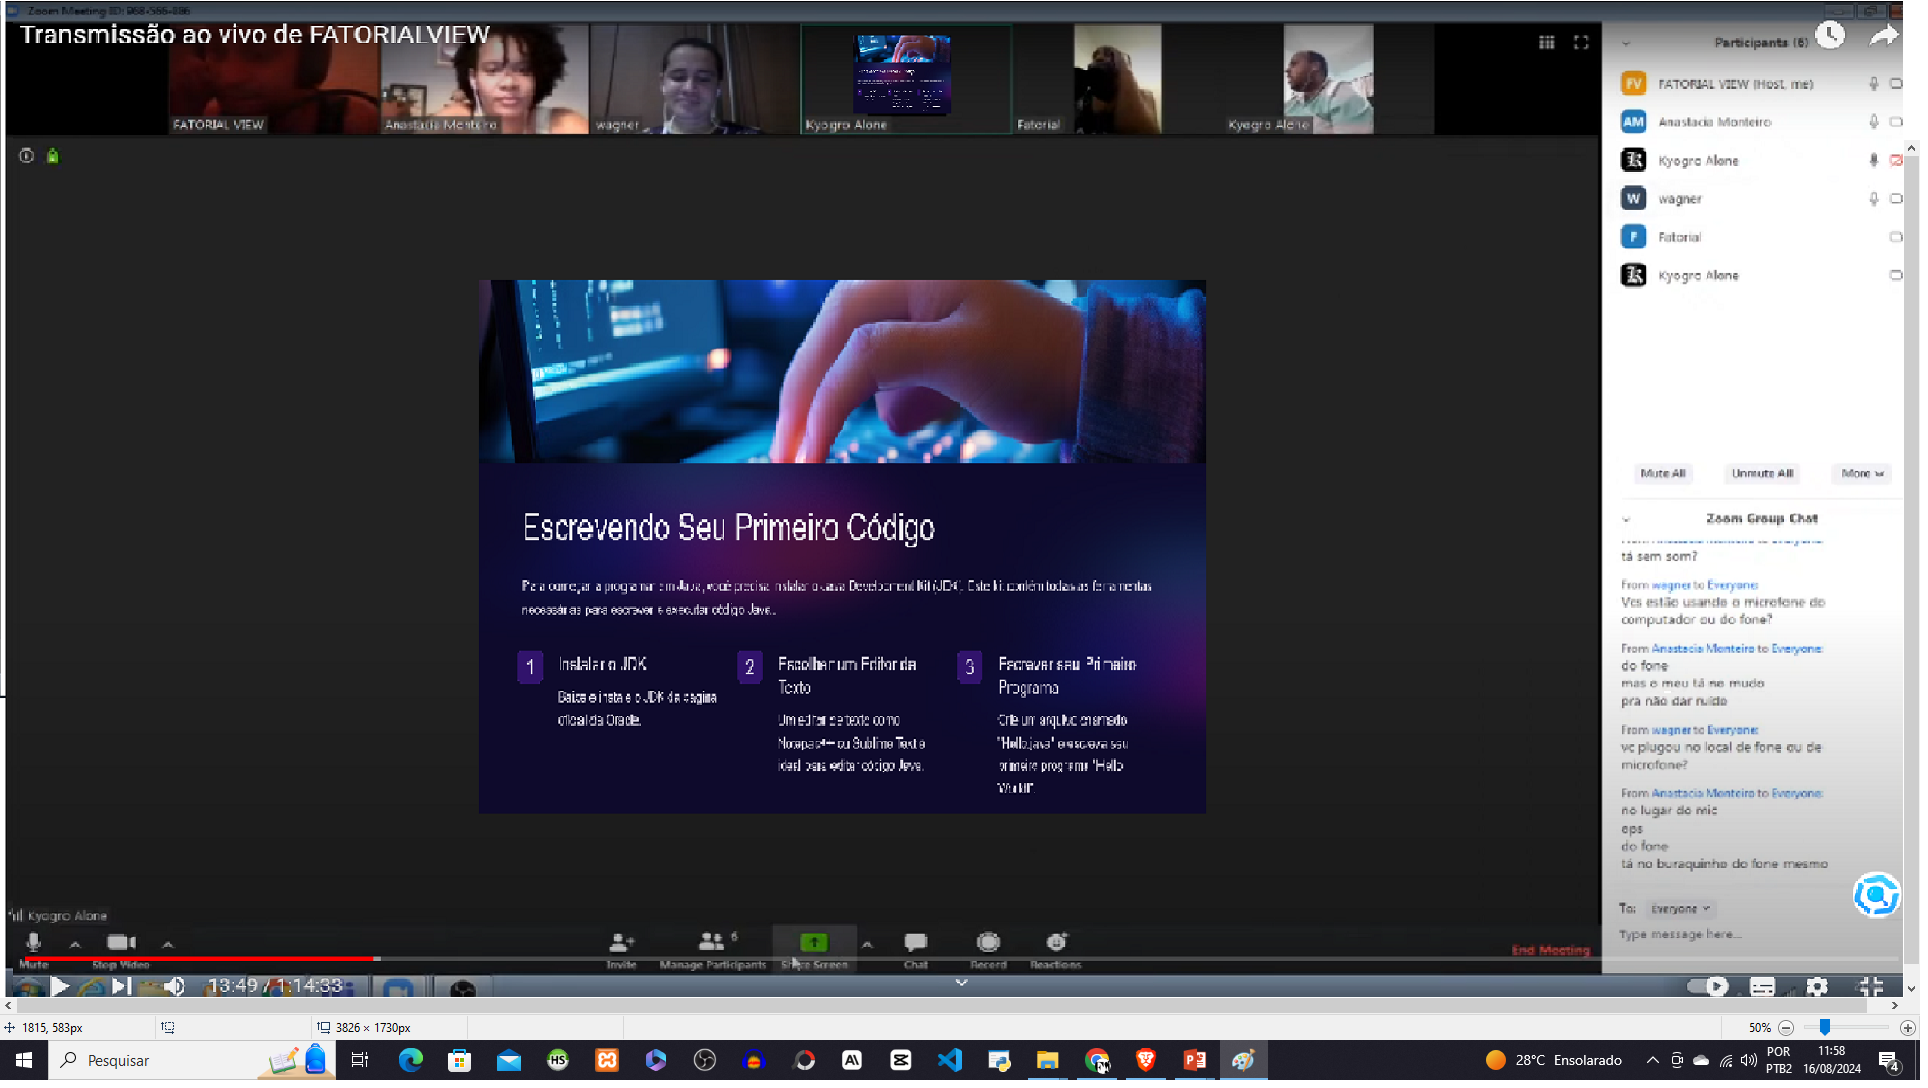 Zoom Meeting ID: 968-566-886
Transmissão ao vivo de FATORIALVIEW
FATORIAL VIEW
Anastacia Monteiro
wagner
Kyogro Alone
Fatorial
Kyogro Alone
Participants (6)
FV FATORIAL VIEW (Host, me)
AM Anastacia Monteiro
Kyogro Alone
W wagner
F Fatorial
Kyogro Alone
Mute All Unmute All More
Zoom Group Chat
From Anastacia Monteiro to Everyone:
tá sem som?
From wagner to Everyone:
Vcs estão usando o microfone do
computador ou do fone?
From Anastacia Monteiro to Everyone:
do fone
mas o meu tá no mudo
pra não dar ruído
From wagner to Everyone:
vc plugou no local de fone ou de
microfone?
From Anastacia Monteiro to Everyone:
no lugar do mic
ops
do fone
tá no buraquinho do fone mesmo
To: Everyone
Type message here...
Escrevendo Seu Primeiro Código
Para começar a programar em Java, você precisa instalar o Java Development Kit (JDK). Este kit contém todas as ferramentas
necessárias para escrever e executar código Java.
1 Instalar o JDK
Baixe e instale o JDK da página
oficial da Oracle.
2 Escolher um Editor de
Texto
Um editor de texto como
Notepad++ ou Sublime Text é
ideal para editar código Java.
3 Escrever seu Primeiro
Programa
Crie um arquivo chamado
"Hello.java" e escreva seu
primeiro programa "Hello
World!"
Kyogro Alone
Mute
Stop Video
Invite
Manage Participants
6
Share Screen
Chat
Record
Reactions
End Meeting
13:49 / 1:14:33
1815, 583px
3826 × 1730px
50%
Pesquisar
28°C Ensolarado
POR
PTB2
11:58
16/08/2024
4